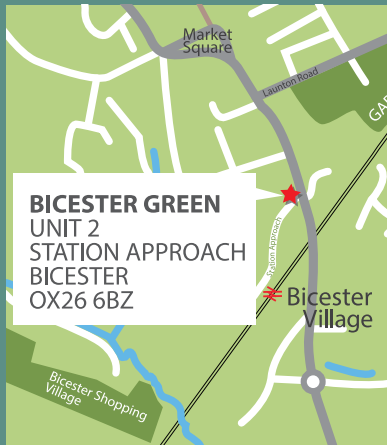 Market
Square
Launton Road
BICESTER GREEN
UNIT 2
STATION APPROACH
BICESTER
OX26 6BZ
Station Approach
Bicester
Village
Bicester Shopping
Village